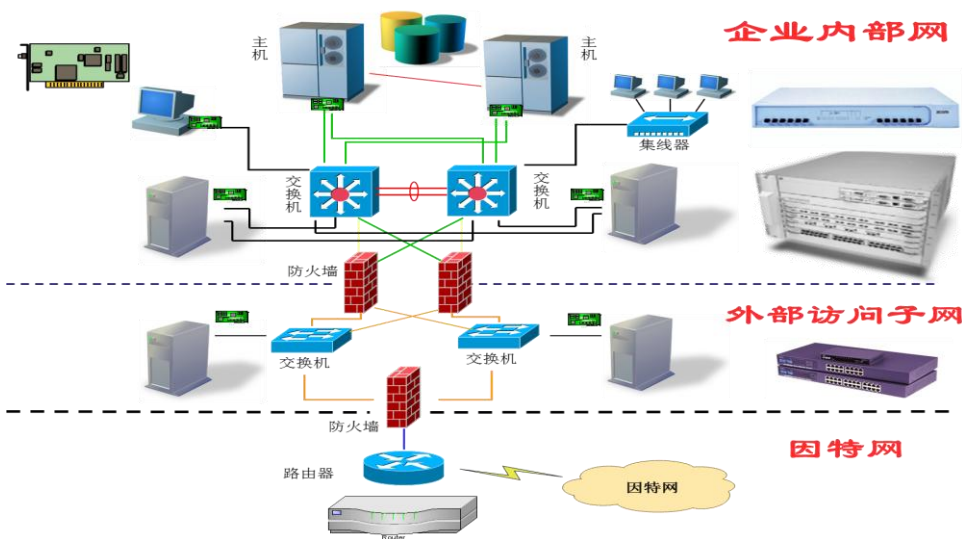 企业内部网
主机
主机
集线器
交换机
交换机
防火墙
外部访问子网
交换机
交换机
防火墙
因特网
路由器
因特网
Router